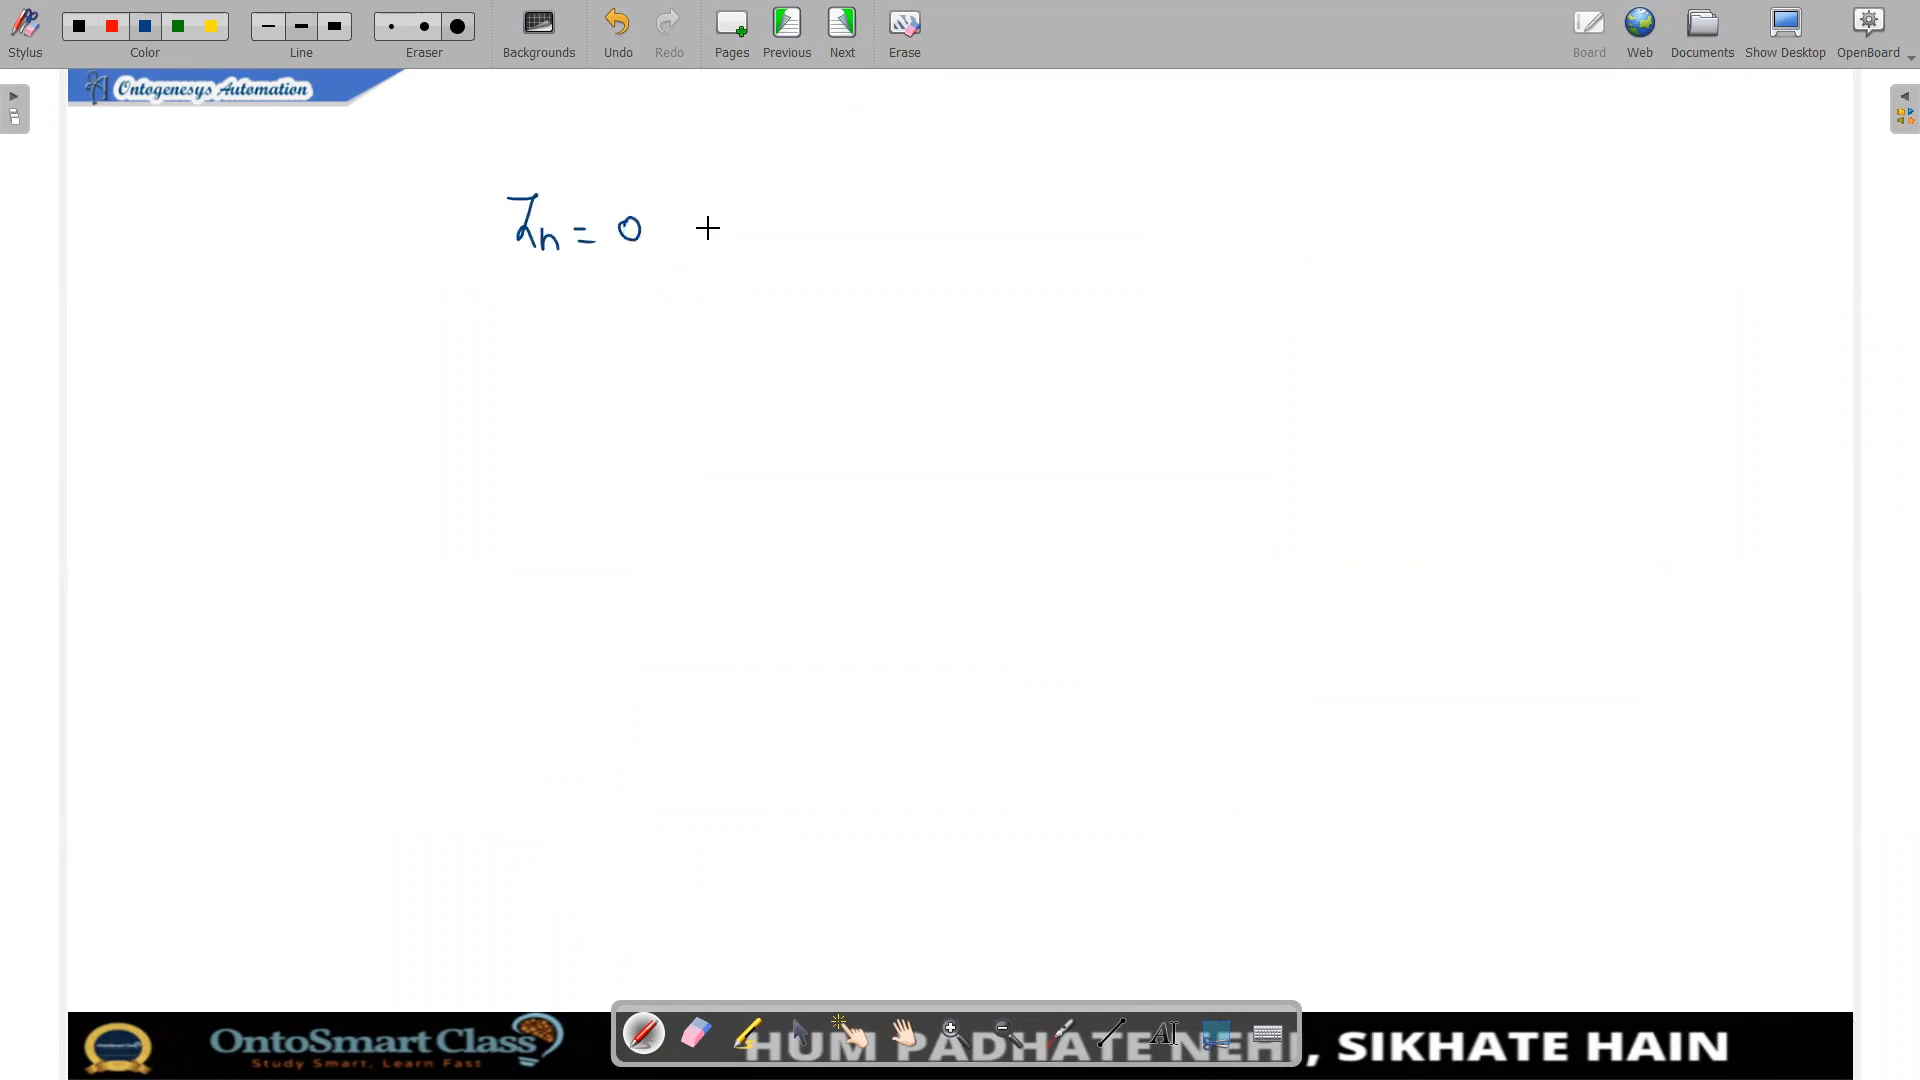 Stylus Color Line Eraser Backgrounds Undo Redo Pages Previous Next Erase Board Web Documents Show Desktop OpenBoard
Ontogenesys Automation
Zn = 0
OntoSmart Class
Study Smart, Learn Fast
HUM PADHATE NEHI, SIKHATE HAIN